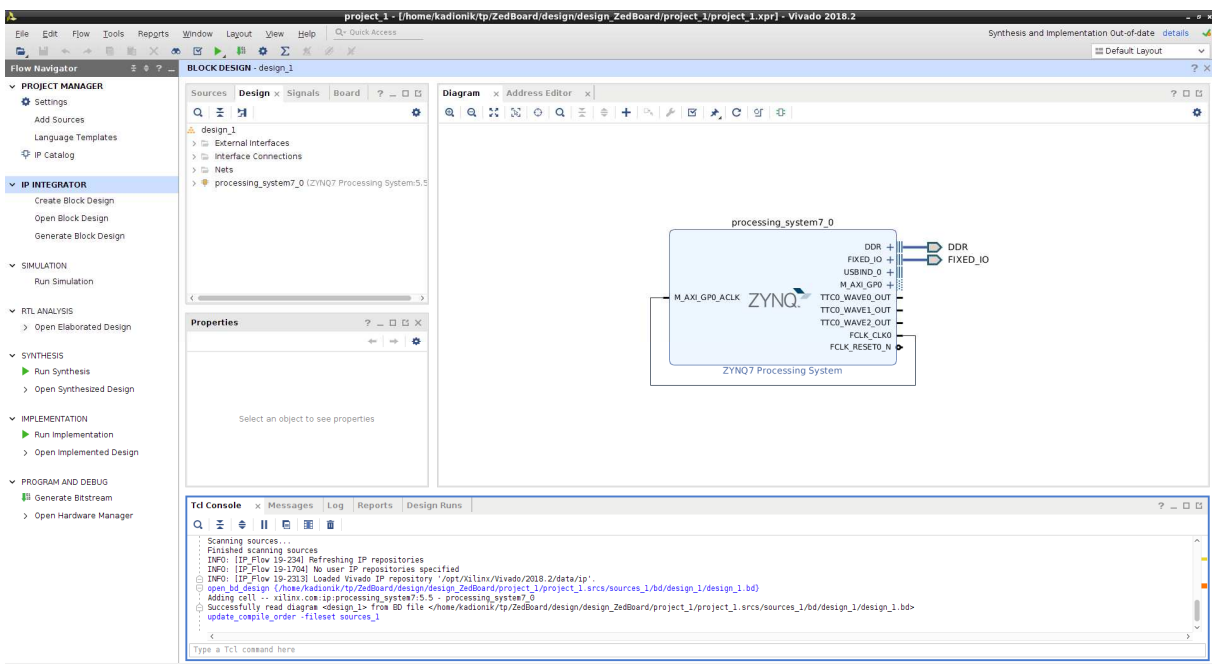 project_1 - [/home/kadionik/tp/ZedBoard/design/design_ZedBoard/project_1/project_1.xpr] - Vivado 2018.2
File Edit Flow Tools Reports Window Layout View Help Quick Access
Synthesis and Implementation Out-of-date details
Default Layout
Flow Navigator
BLOCK DESIGN - design_1
PROJECT MANAGER
Settings
Add Sources
Language Templates
IP Catalog
IP INTEGRATOR
Create Block Design
Open Block Design
Generate Block Design
SIMULATION
Run Simulation
RTL ANALYSIS
Open Elaborated Design
SYNTHESIS
Run Synthesis
Open Synthesized Design
IMPLEMENTATION
Run Implementation
Open Implemented Design
PROGRAM AND DEBUG
Generate Bitstream
Open Hardware Manager
Sources Design Signals Board
design_1
External Interfaces
Interface Connections
Nets
processing_system7_0 (ZYNQ7 Processing System:5.5
Properties
Select an object to see properties
Diagram Address Editor
processing_system7_0
DDR
FIXED_IO
USBIND_0
M_AXI_GP0
TTC0_WAVE0_OUT
TTC0_WAVE1_OUT
TTC0_WAVE2_OUT
FCLK_CLK0
FCLK_RESET0_N
M_AXI_GP0_ACLK
ZYNQ
DDR
FIXED_IO
ZYNQ7 Processing System
Tcl Console Messages Log Reports Design Runs
Scanning sources...
Finished scanning sources
INFO: [IP_Flow 19-234] Refreshing IP repositories
INFO: [IP_Flow 19-1704] No user IP repositories specified
INFO: [IP_Flow 19-2313] Loaded Vivado IP repository '/opt/Xilinx/Vivado/2018.2/data/ip'.
open_bd_design {/home/kadionik/tp/ZedBoard/design/design_ZedBoard/project_1/project_1.srcs/sources_1/bd/design_1/design_1.bd}
Adding cell -- xilinx.com:ip:processing_system7:5.5 - processing_system7_0
Successfully read diagram <design_1> from BD file </home/kadionik/tp/ZedBoard/design/design_ZedBoard/project_1/project_1.srcs/sources_1/bd/design_1/design_1.bd>
update_compile_order -fileset sources_1
Type a Tcl command here